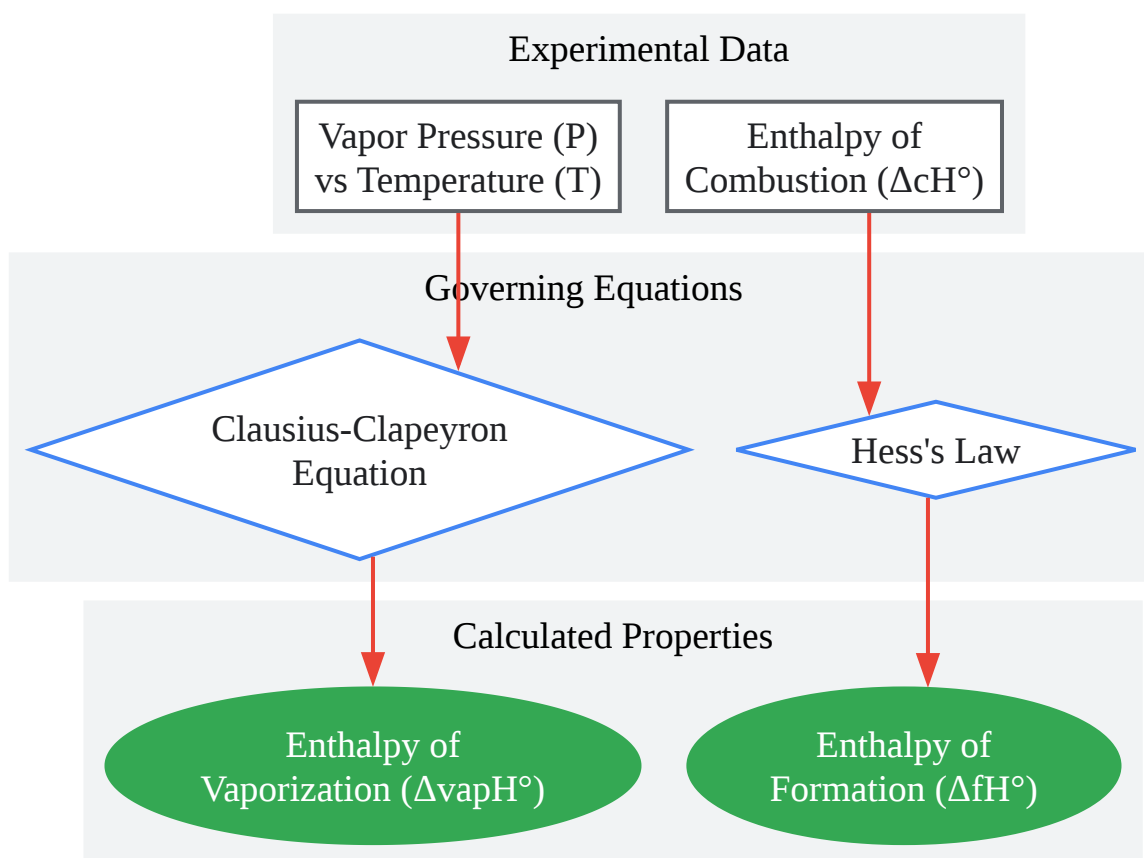 Experimental Data
Vapor Pressure (P)
vs Temperature (T)
Enthalpy of
Combustion (ΔcH°)
Governing Equations
Clausius-Clapeyron
Equation
Hess's Law
Calculated Properties
Enthalpy of
Vaporization (ΔvapH°)
Enthalpy of
Formation (ΔfH°)